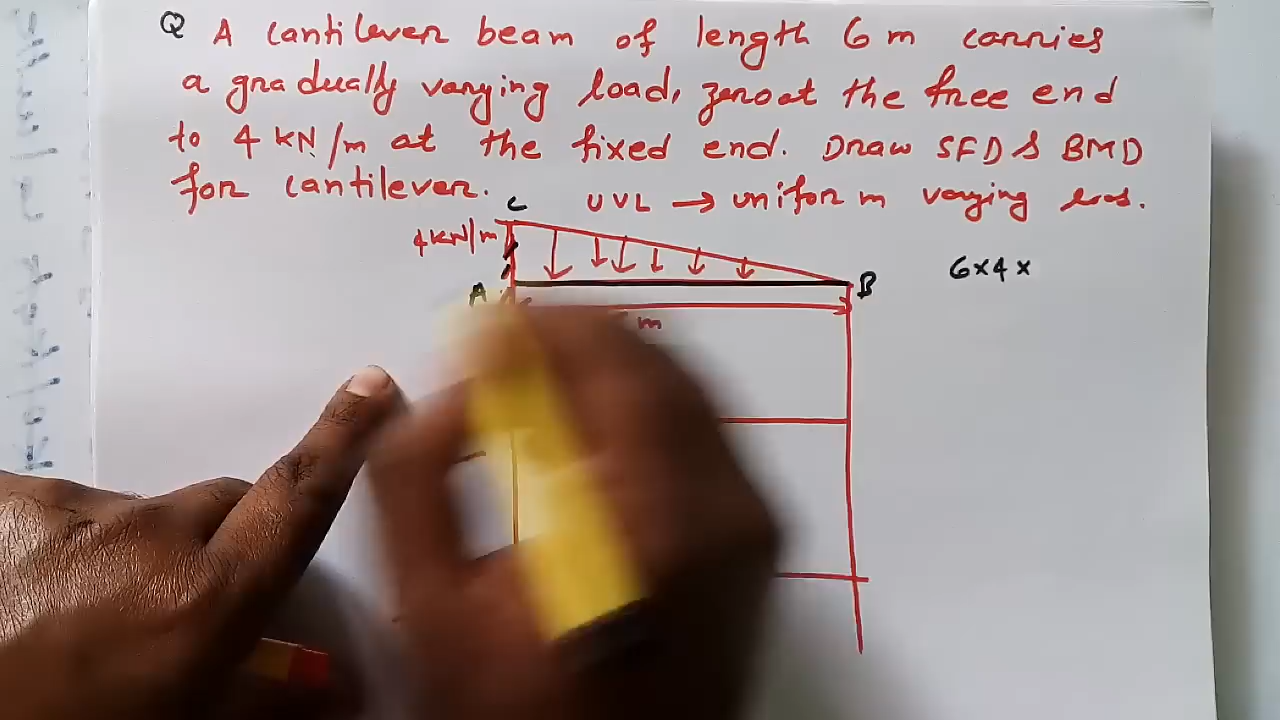 Q A cantilever beam of length 6 m carries
a gradually varying load, zero at the free end
to 4 KN/m at the fixed end. Draw SFD & BMD
for cantilever.
UVL → uniform varying load.
C
4KN/m
6×4×
A
B
m